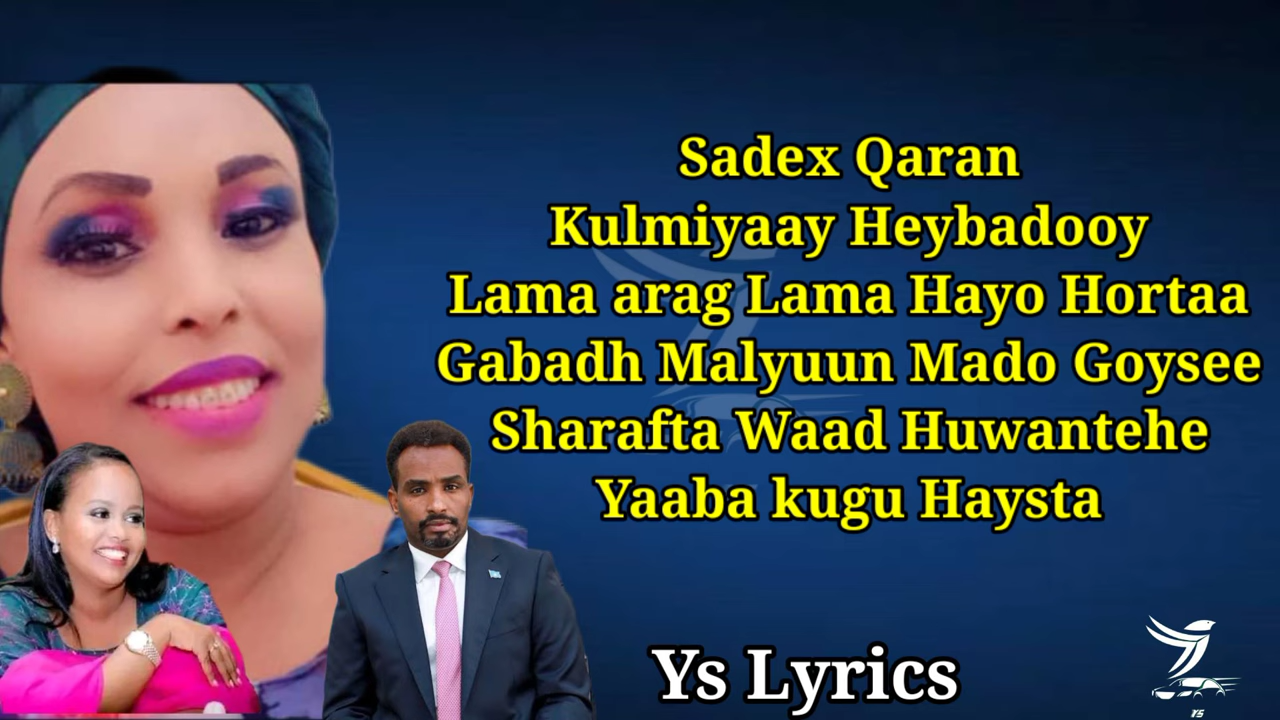 Sadex Qaran
Kulmiyaay Heybadooy
Lama arag Lama Hayo Hortaa
Gabadh Malyuun Mado Goysee
Sharafta Waad Huwantehe
Yaaba kugu Haysta
Ys Lyrics
YS